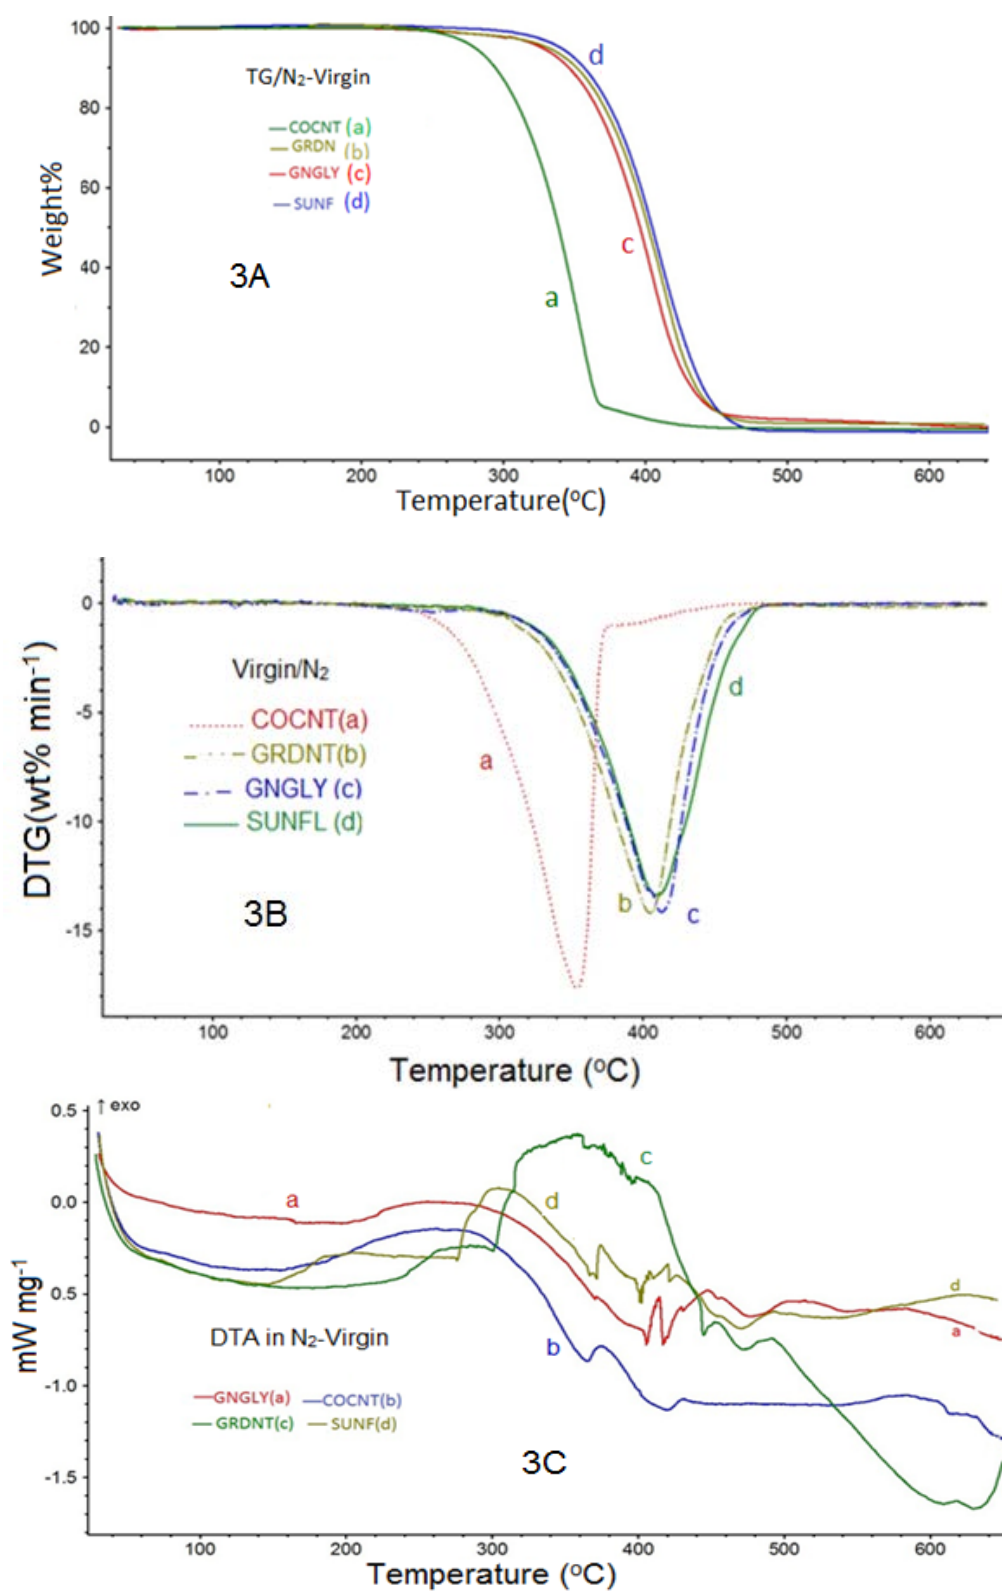 100
80
60
40
20
0
Weight%
TG/N₂-Virgin
COCNT (a)
GRDN (b)
GNGLY (c)
SUNF (d)
3A
a
c
d
100
200
300
400
500
600
Temperature(ᵒC)
0
-5
-10
-15
DTG(wt% min⁻¹)
Virgin/N₂
COCNT(a)
GRDNT(b)
GNGLY (c)
SUNFL (d)
3B
a
b
c
d
100
200
300
400
500
600
Temperature (ᵒC)
↑ exo
0.5
0.0
0.5
-1.0
-1.5
mW mg⁻¹
a
b
c
d
d
a
DTA in N₂-Virgin
GNGLY(a) COCNT(b)
GRDNT(c) SUNF(d)
3C
100
200
300
400
500
600
Temperature (ᵒC)